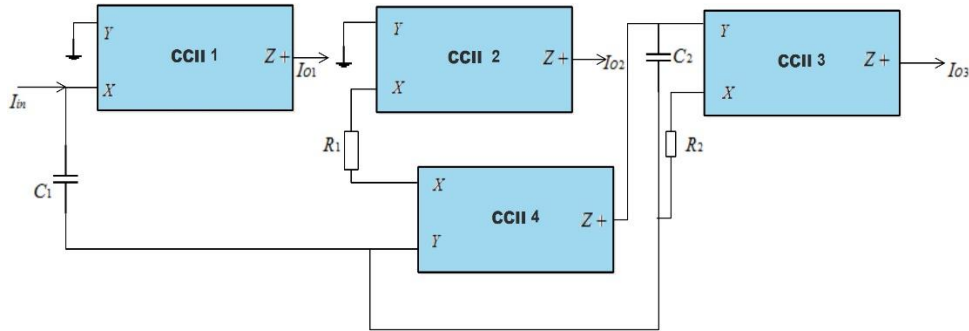 Y
CCII 1
Z +
X
Iin
IO1
C1
Y
CCII 2
Z +
X
IO2
R1
C2
Y
CCII 3
Z +
X
IO3
R2
X
CCII 4
Z +
Y